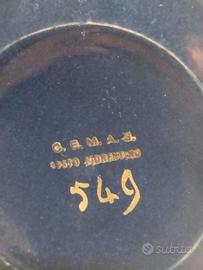 C.E.M.A.S.
SESTO FIORENTINO
549
subito